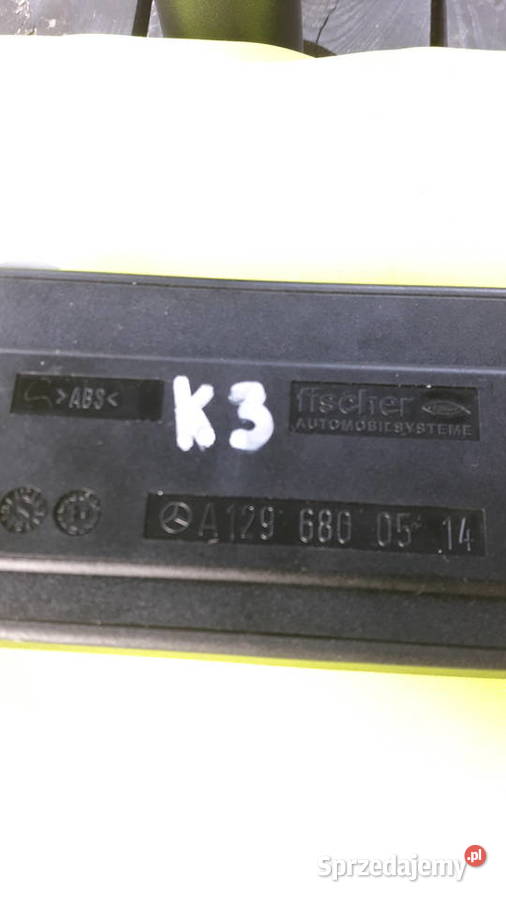 >ABS<
K3
fischer
AUTOMOBILSYSTEME
A 129 680 05 14
Sprzedajemy.pl